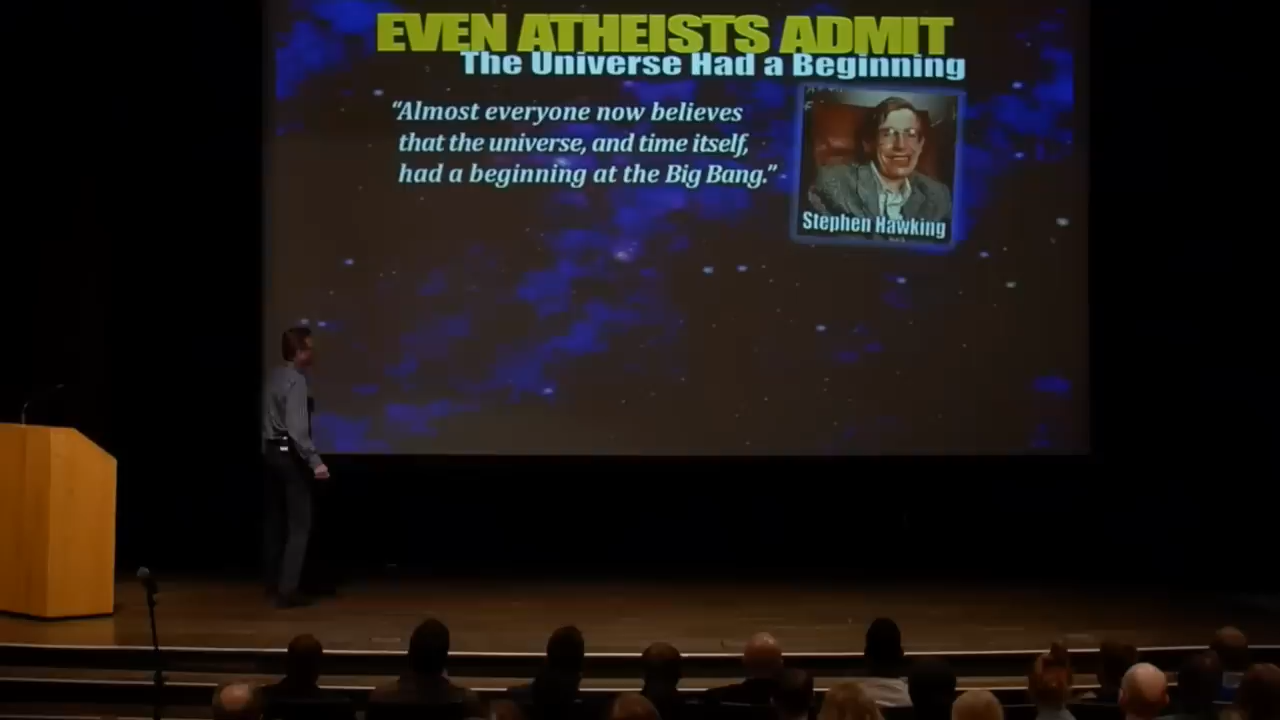 EVEN ATHEISTS ADMIT
The Universe Had a Beginning
“Almost everyone now believes
that the universe, and time itself,
had a beginning at the Big Bang.”
Stephen Hawking